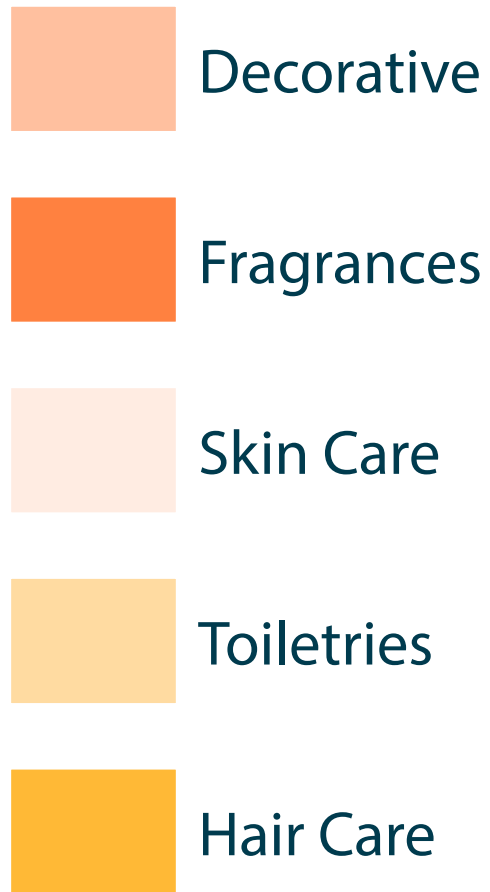 Decorative
Fragrances
Skin Care
Toiletries
Hair Care